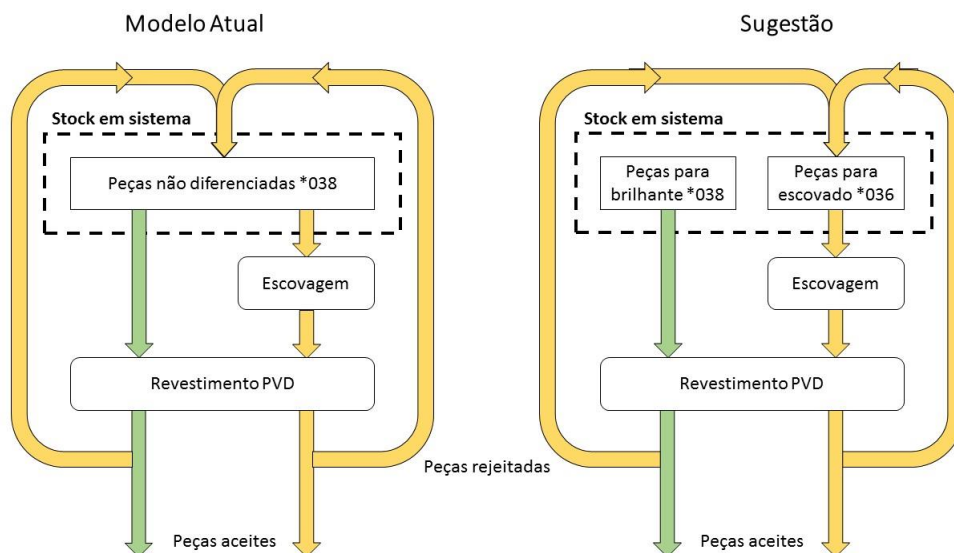 Modelo Atual
Stock em sistema
Peças não diferenciadas *038
Escovagem
Revestimento PVD
Peças rejeitadas
Peças aceites
Sugestão
Stock em sistema
Peças para
brilhante *038
Peças para
escovado *036
Escovagem
Revestimento PVD
Peças aceites